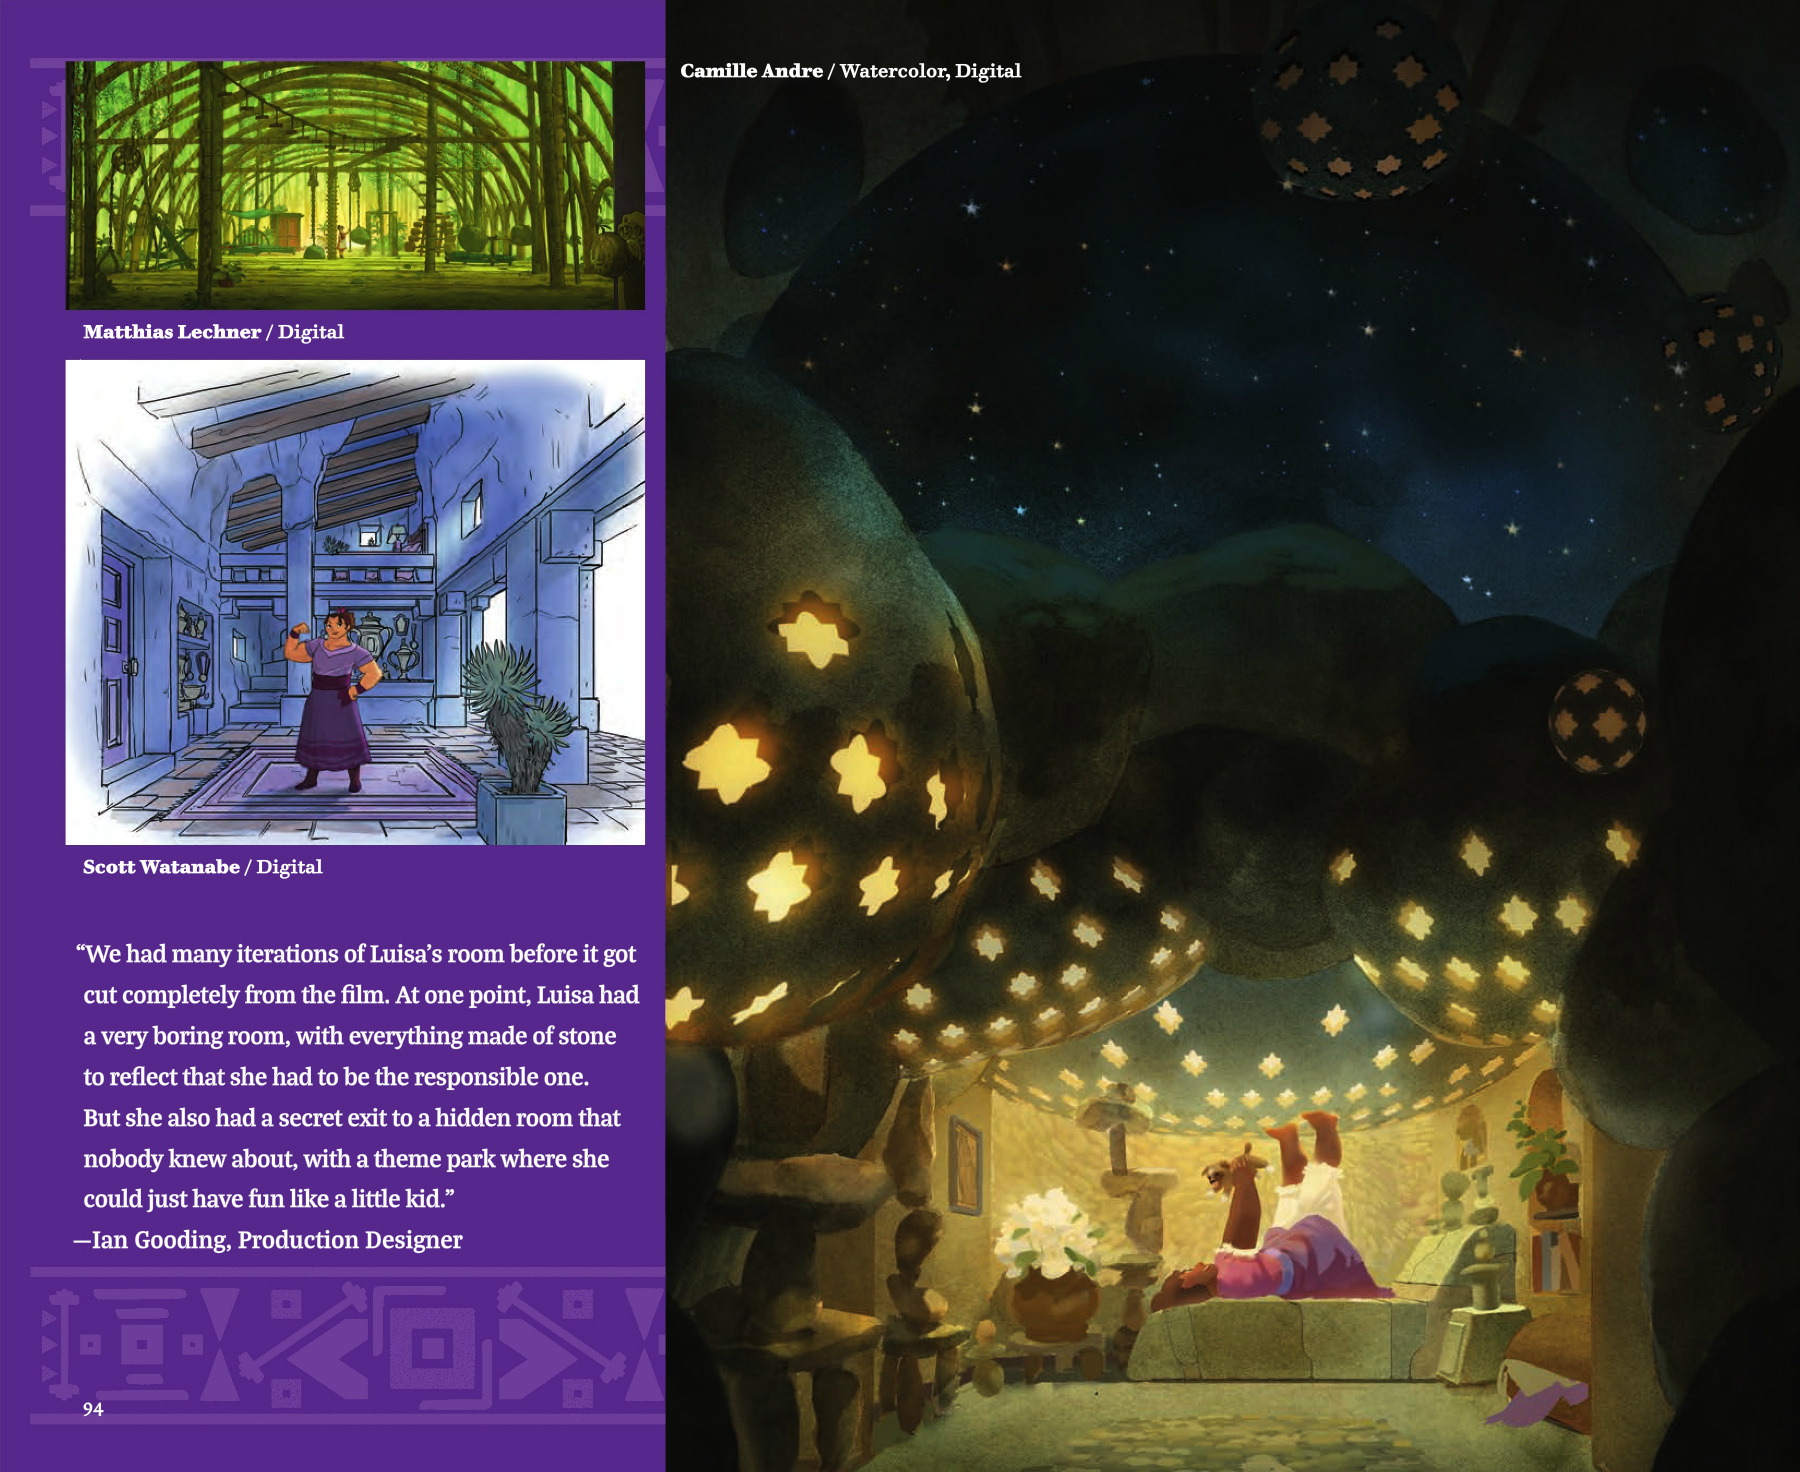 Camille Andre / Watercolor, Digital
Matthias Lechner / Digital
Scott Watanabe / Digital
“We had many iterations of Luisa’s room before it got
cut completely from the film. At one point, Luisa had
a very boring room, with everything made of stone
to reflect that she had to be the responsible one.
But she also had a secret exit to a hidden room that
nobody knew about, with a theme park where she
could just have fun like a little kid.”
—Ian Gooding, Production Designer
94